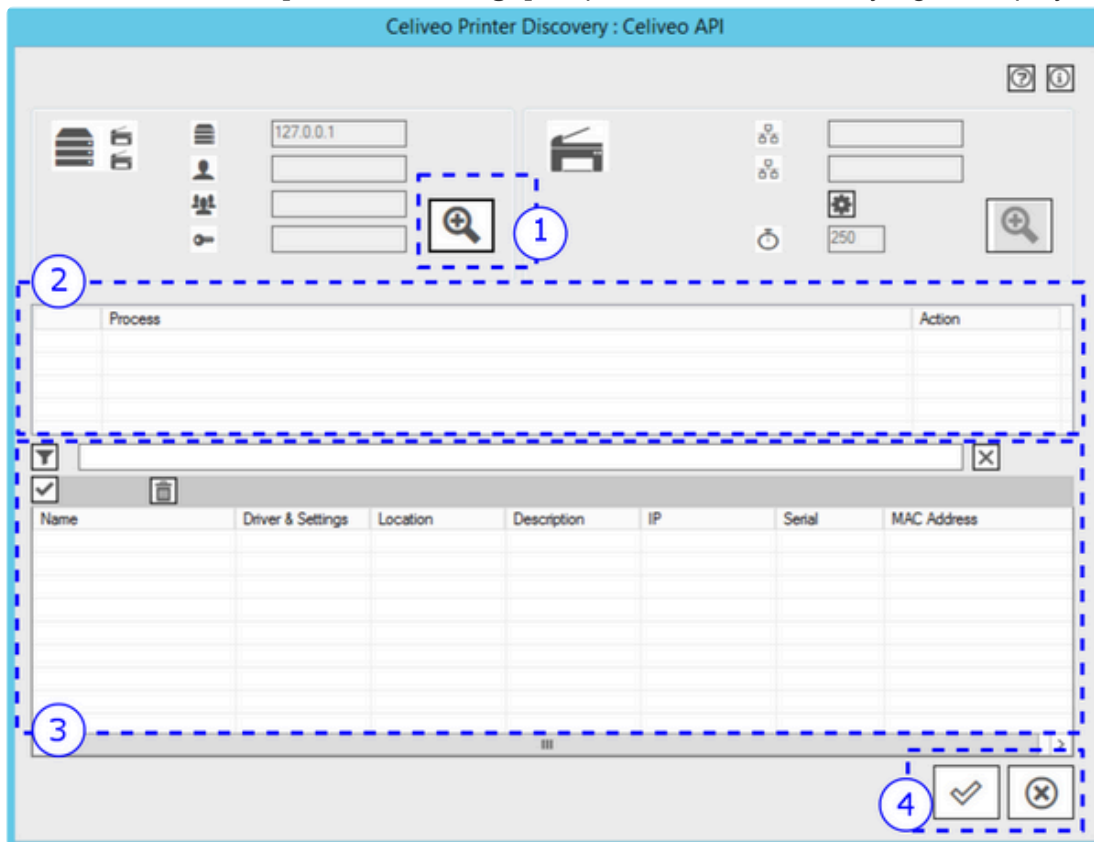 Celiveo Printer Discovery : Celiveo API
127.0.0.1
1
250
2
Process Action
Name Driver & Settings Location Description IP Serial MAC Address
3
4